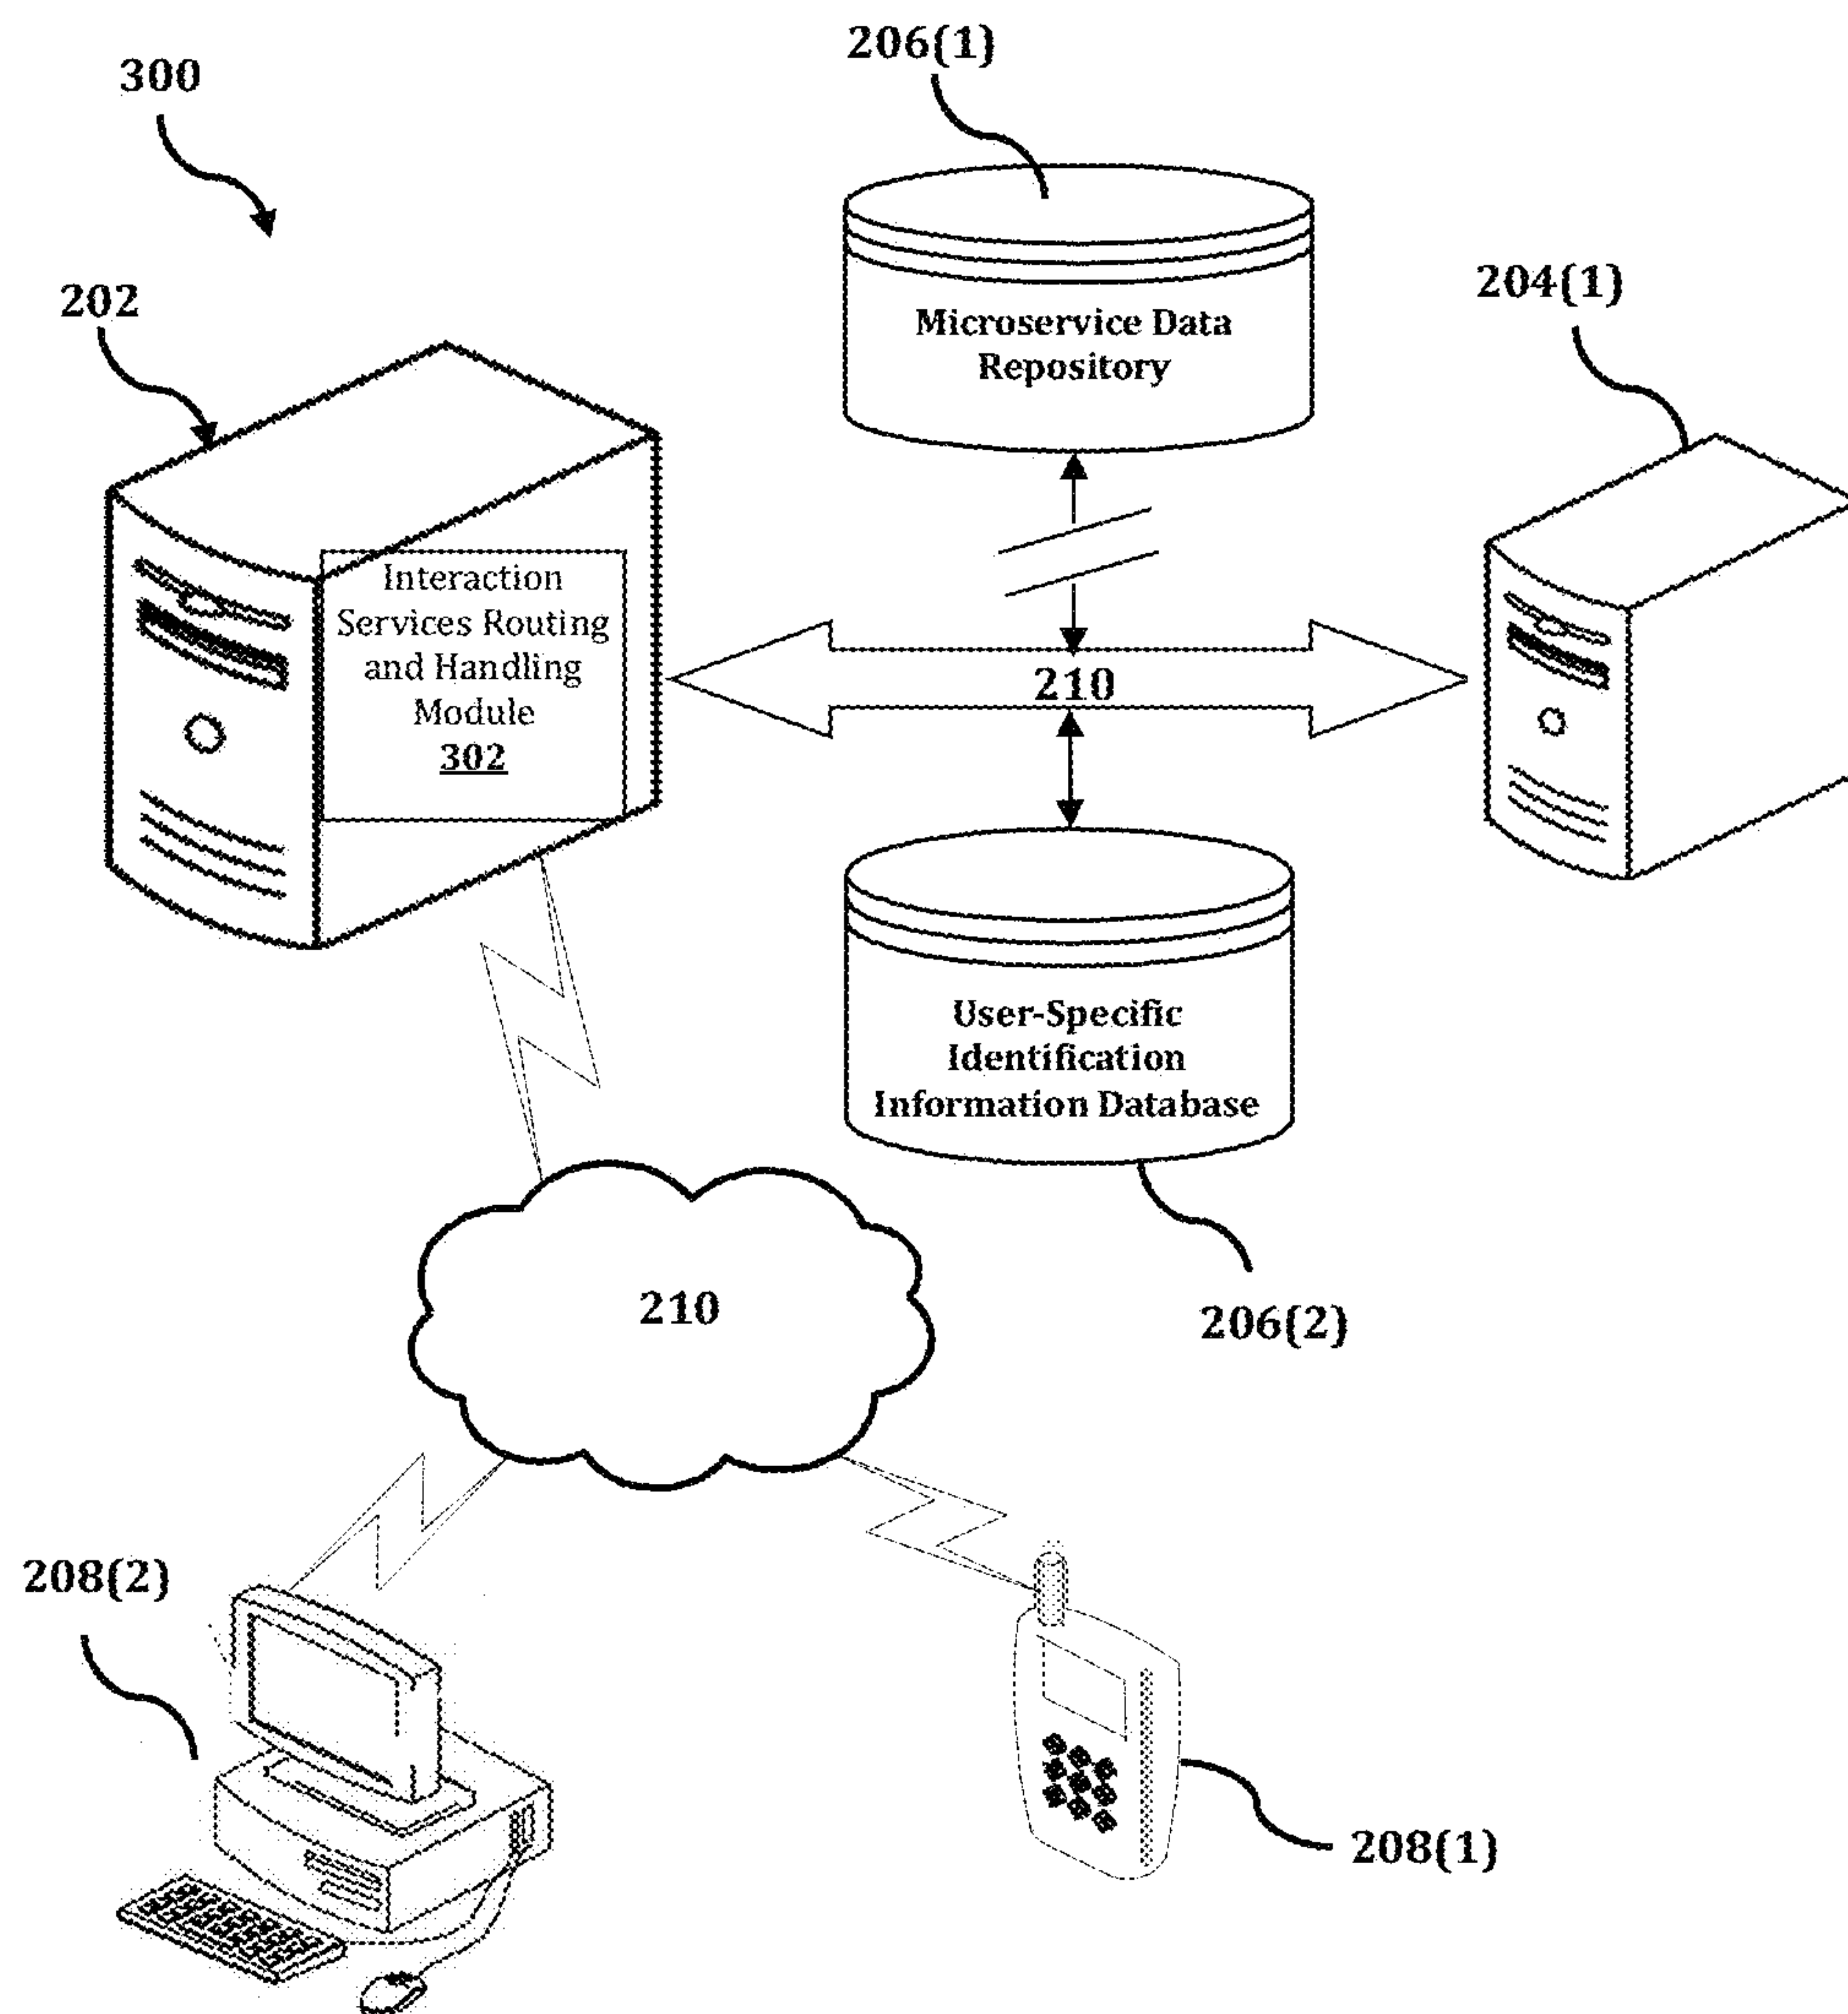 206(1)
300
204(1)
202
Microservice Data
Repository
Interaction
Services Routing
and Handling
Module
302
210
User-Specific
Identification
Information Database
210
206(2)
208(2)
208(1)